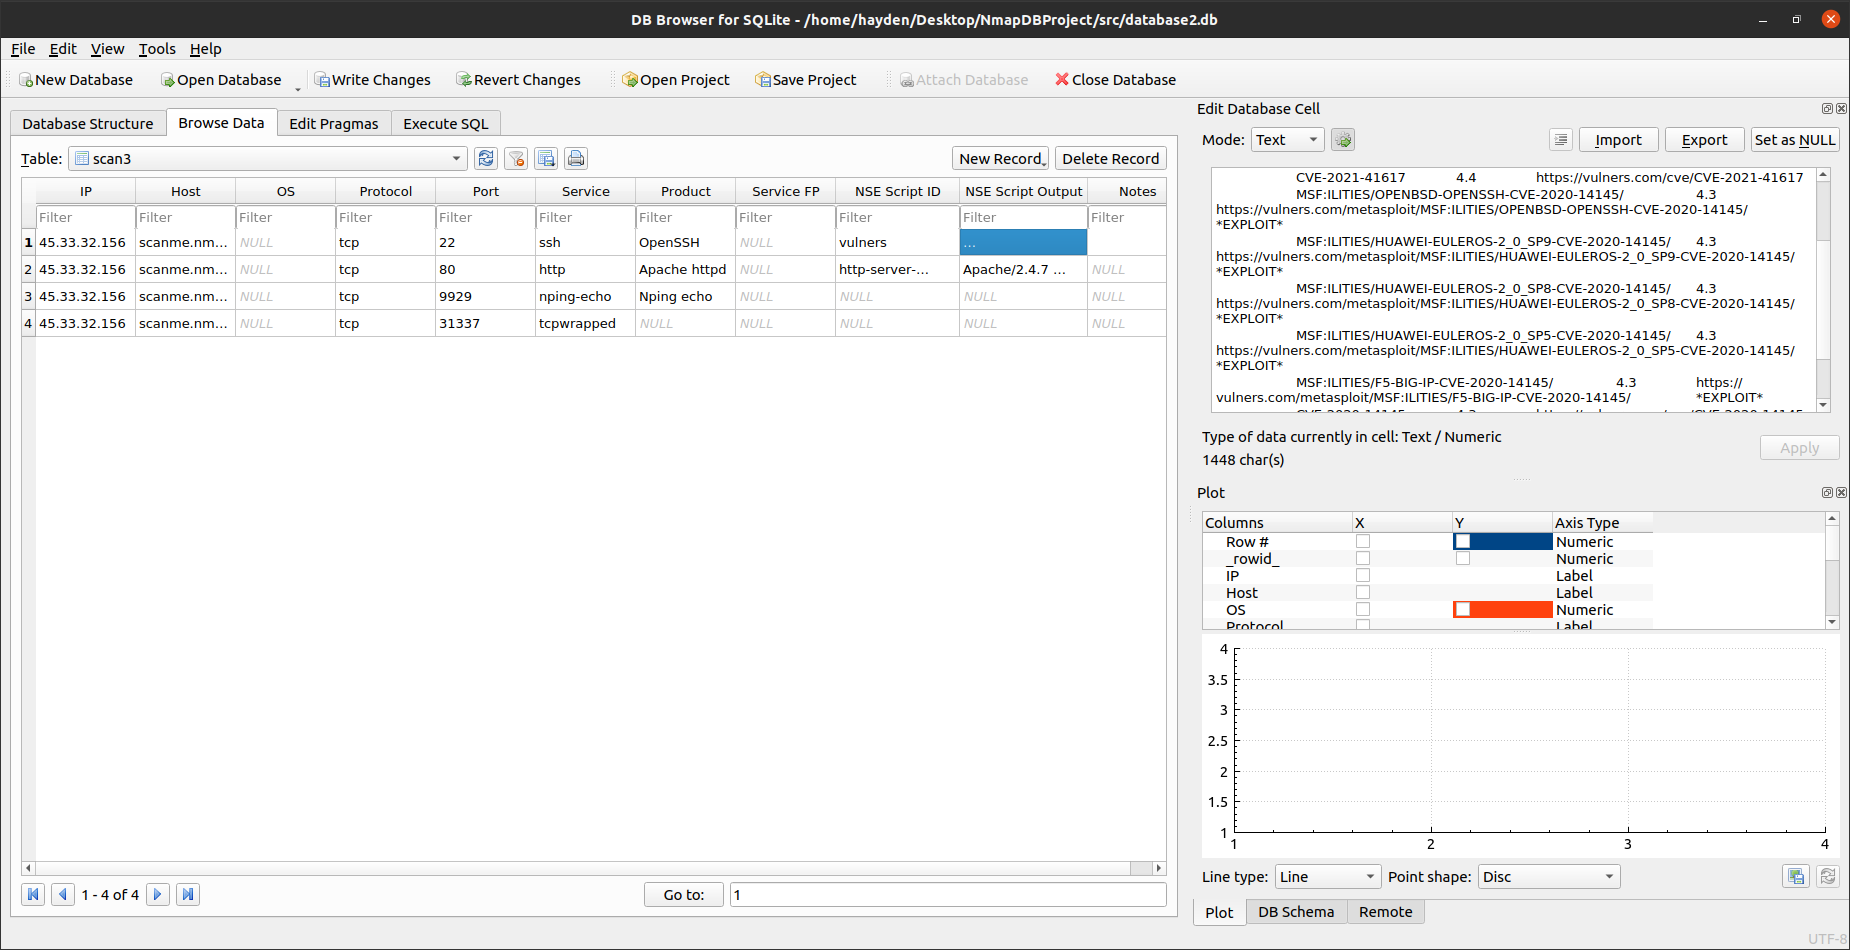 DB Browser for SQLite - /home/hayden/Desktop/NmapDBProject/src/database2.db
File Edit View Tools Help
New Database Open Database Write Changes Revert Changes Open Project Save Project Attach Database Close Database
Database Structure Browse Data Edit Pragmas Execute SQL
Table: scan3 New Record Delete Record
IP Host OS Protocol Port Service Product Service FP NSE Script ID NSE Script Output Notes
Filter Filter Filter Filter Filter Filter Filter Filter Filter Filter Filter
1 45.33.32.156 scanme.nm... NULL tcp 22 ssh OpenSSH NULL vulners ...
2 45.33.32.156 scanme.nm... NULL tcp 80 http Apache httpd NULL http-server-... Apache/2.4.7 ... NULL
3 45.33.32.156 scanme.nm... NULL tcp 9929 nping-echo Nping echo NULL NULL NULL NULL
4 45.33.32.156 scanme.nm... NULL tcp 31337 tcpwrapped NULL NULL NULL NULL NULL
1 - 4 of 4 Go to: 1
Edit Database Cell
Mode: Text Import Export Set as NULL
CVE-2021-41617 4.4 https://vulners.com/cve/CVE-2021-41617
MSF:ILITIES/OPENBSD-OPENSSH-CVE-2020-14145/ 4.3
https://vulners.com/metasploit/MSF:ILITIES/OPENBSD-OPENSSH-CVE-2020-14145/
*EXPLOIT*
MSF:ILITIES/HUAWEI-EULEROS-2_0_SP9-CVE-2020-14145/ 4.3
https://vulners.com/metasploit/MSF:ILITIES/HUAWEI-EULEROS-2_0_SP9-CVE-2020-14145/
*EXPLOIT*
MSF:ILITIES/HUAWEI-EULEROS-2_0_SP8-CVE-2020-14145/ 4.3
https://vulners.com/metasploit/MSF:ILITIES/HUAWEI-EULEROS-2_0_SP8-CVE-2020-14145/
*EXPLOIT*
MSF:ILITIES/HUAWEI-EULEROS-2_0_SP5-CVE-2020-14145/ 4.3
https://vulners.com/metasploit/MSF:ILITIES/HUAWEI-EULEROS-2_0_SP5-CVE-2020-14145/
*EXPLOIT*
MSF:ILITIES/F5-BIG-IP-CVE-2020-14145/ 4.3 https://
vulners.com/metasploit/MSF:ILITIES/F5-BIG-IP-CVE-2020-14145/ *EXPLOIT*
Type of data currently in cell: Text / Numeric
1448 char(s)
Apply
Plot
Columns X Y Axis Type
Row # Numeric
_rowid_ Numeric
IP Label
Host Label
OS Numeric
Protocol Label
4
3.5
3
2.5
2
1.5
1
1 2 3 4
Line type: Line Point shape: Disc
Plot DB Schema Remote
UTF-8